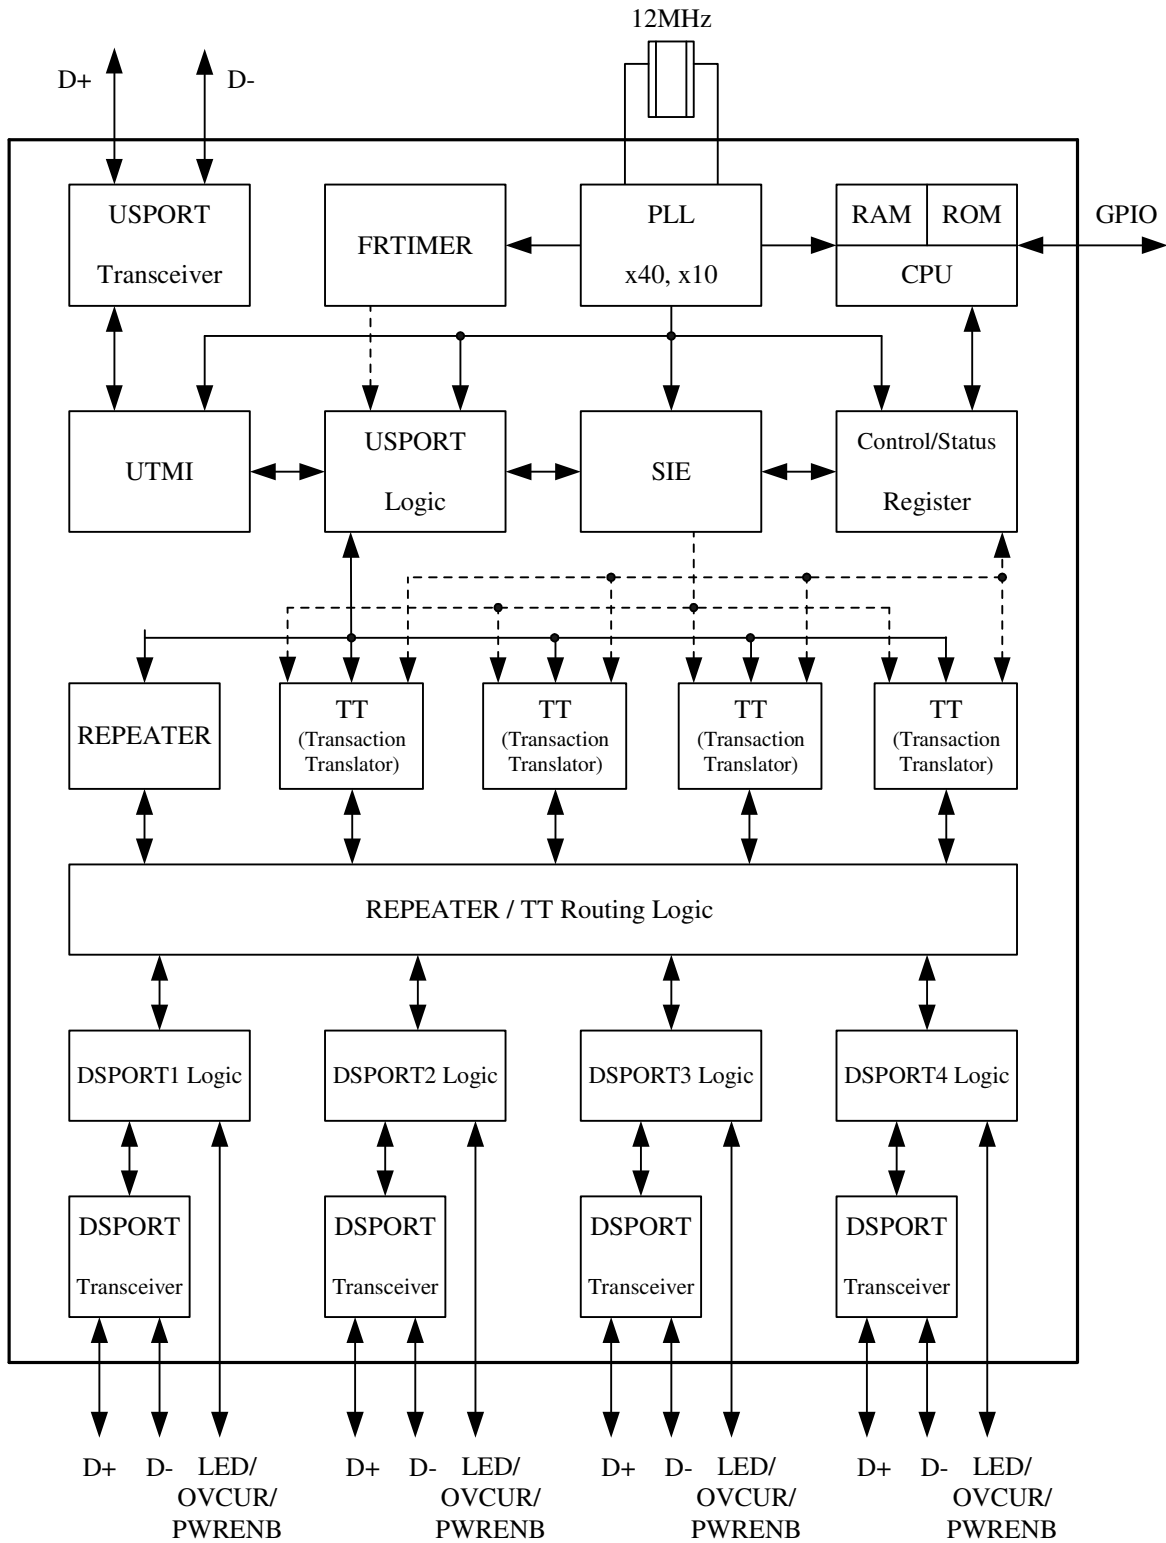 12MHz
D+
D-
USPORT
Transceiver
FRTIMER
PLL
x40, x10
RAM
ROM
CPU
GPIO
UTMI
USPORT
Logic
SIE
Control/Status
Register
REPEATER
TT
(Transaction
Translator)
TT
(Transaction
Translator)
TT
(Transaction
Translator)
TT
(Transaction
Translator)
REPEATER / TT Routing Logic
DSPORT1 Logic
DSPORT2 Logic
DSPORT3 Logic
DSPORT4 Logic
DSPORT
Transceiver
DSPORT
Transceiver
DSPORT
Transceiver
DSPORT
Transceiver
D+
D-
LED/
OVCUR/
PWRENB
D+
D-
LED/
OVCUR/
PWRENB
D+
D-
LED/
OVCUR/
PWRENB
D+
D-
LED/
OVCUR/
PWRENB